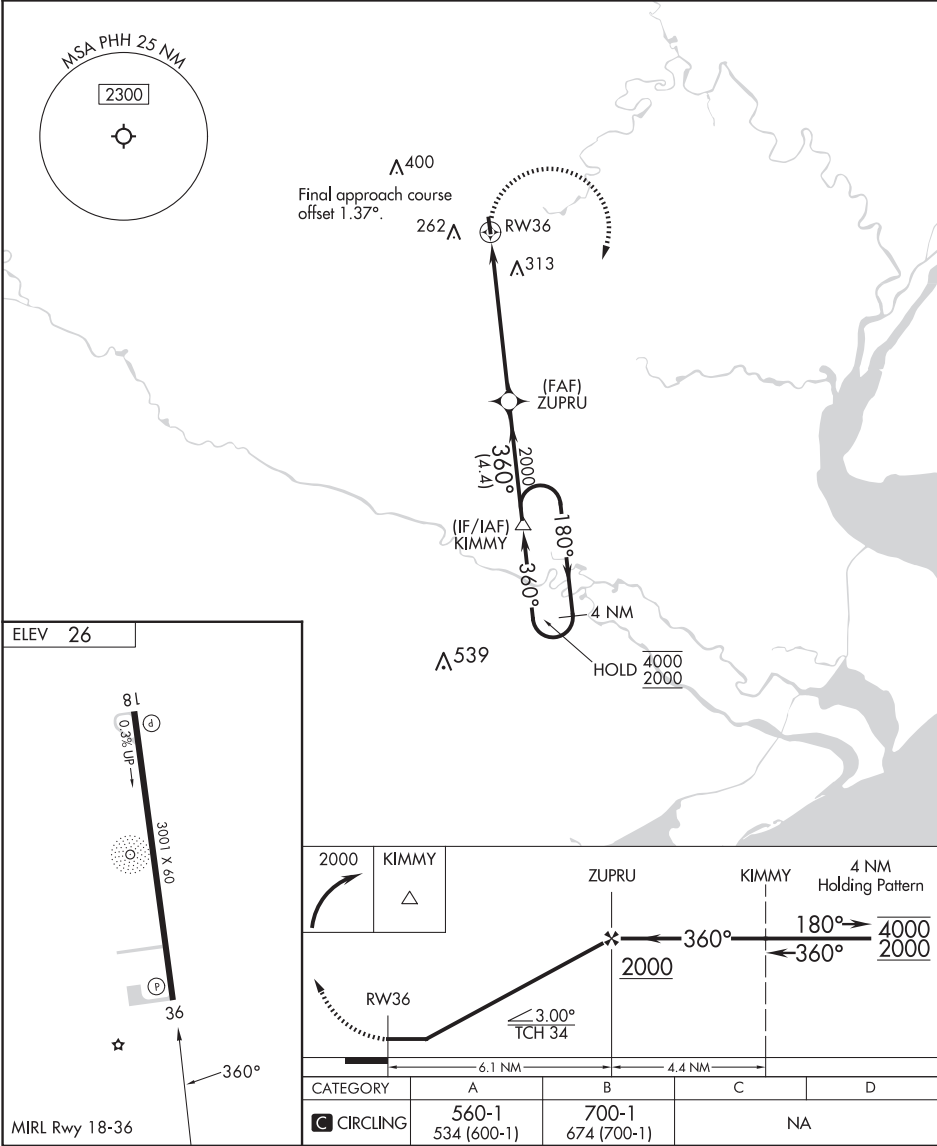 MSA PHH 25 NM
2300
400
Final approach course
offset 1.37°.
262
RW36
313
(FAF)
ZUPRU
2000
360°
(4.4)
(IF/IAF)
KIMMY
180°
360°
4 NM
HOLD
4000
2000
539
ELEV 26
18
P
0.3% UP
3001 X 60
P
36
360°
MIRL Rwy 18-36
2000
KIMMY
ZUPRU
KIMMY
4 NM
Holding Pattern
180°
4000
360°
360°
2000
2000
RW36
3.00°
TCH 34
6.1 NM
4.4 NM
CATEGORY A B C D
C CIRCLING 560-1 700-1 NA
534 (600-1) 674 (700-1)